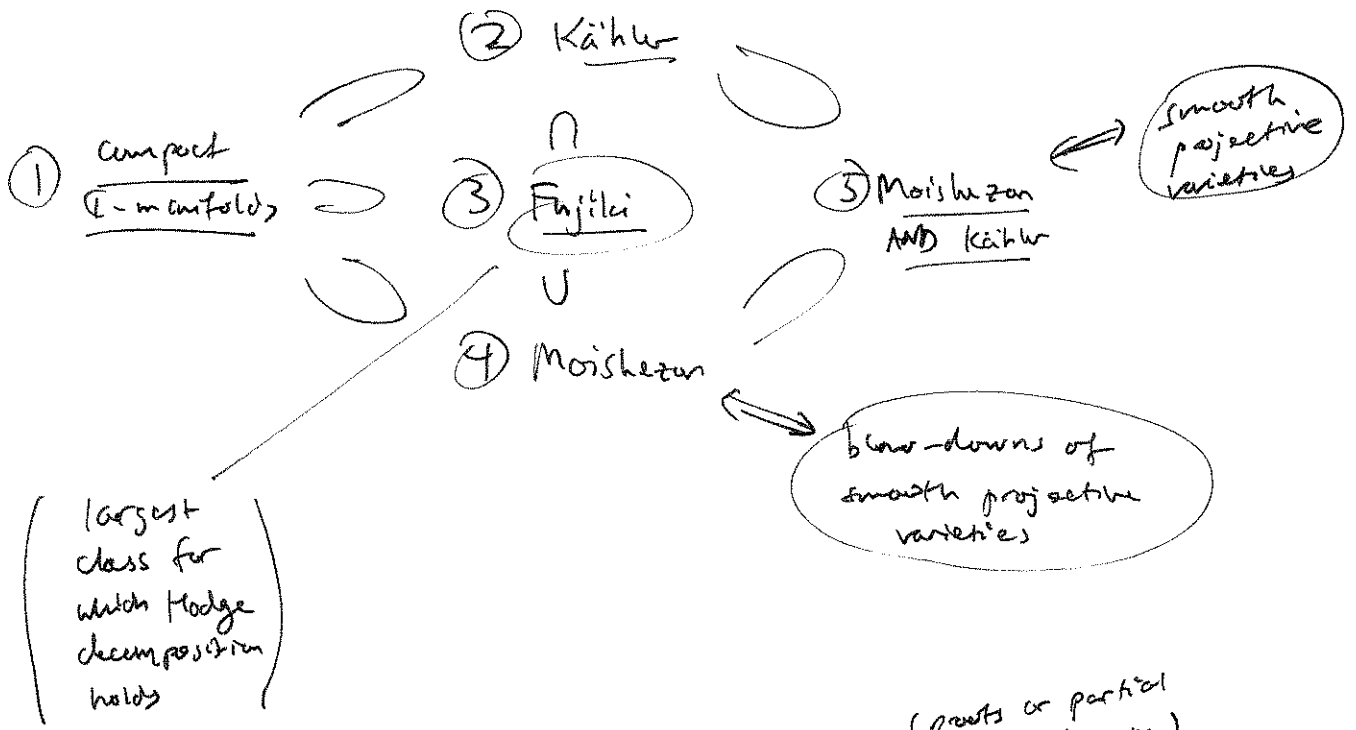 ② Kähler
① compact
ℂ-manifolds
∩
③ Fujiki
∪
④ Moishezon
⑤ Moishezon
AND Kähler
smooth
projective
varieties
⟺
⟺
blow-downs of
smooth projective
varieties
largest
class for
which Hodge
decomposition
holds
(proofs or partial